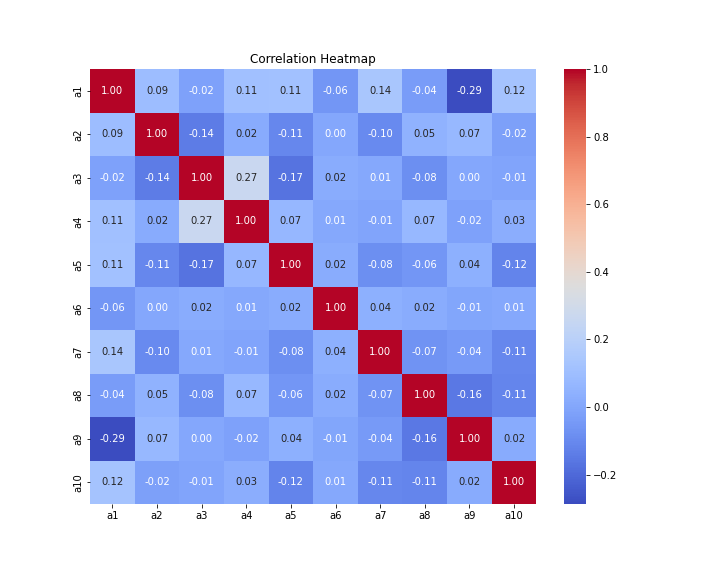 Correlation Heatmap
a1 1.00 0.09 -0.02 0.11 0.11 -0.06 0.14 -0.04 -0.29 0.12
a2 0.09 1.00 -0.14 0.02 -0.11 0.00 -0.10 0.05 0.07 -0.02
a3 -0.02 -0.14 1.00 0.27 -0.17 0.02 0.01 -0.08 0.00 -0.01
a4 0.11 0.02 0.27 1.00 0.07 0.01 -0.01 0.07 -0.02 0.03
a5 0.11 -0.11 -0.17 0.07 1.00 0.02 -0.08 -0.06 0.04 -0.12
a6 -0.06 0.00 0.02 0.01 0.02 1.00 0.04 0.02 -0.01 0.01
a7 0.14 -0.10 0.01 -0.01 -0.08 0.04 1.00 -0.07 -0.04 -0.11
a8 -0.04 0.05 -0.08 0.07 -0.06 0.02 -0.07 1.00 -0.16 -0.11
a9 -0.29 0.07 0.00 -0.02 0.04 -0.01 -0.04 -0.16 1.00 0.02
a10 0.12 -0.02 -0.01 0.03 -0.12 0.01 -0.11 -0.11 0.02 1.00
a1 a2 a3 a4 a5 a6 a7 a8 a9 a10
1.0
0.8
0.6
0.4
0.2
0.0
−0.2